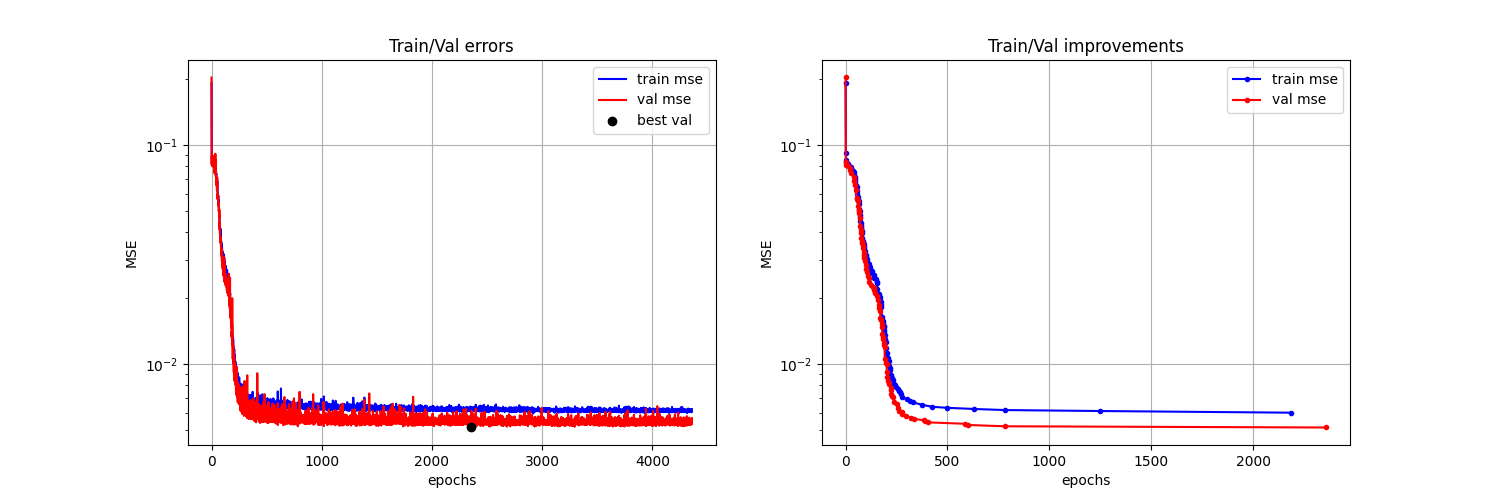 Train/Val errors
train mse
val mse
best val
MSE
10⁻¹
10⁻²
0 1000 2000 3000 4000
epochs
Train/Val improvements
train mse
val mse
MSE
10⁻¹
10⁻²
0 500 1000 1500 2000
epochs